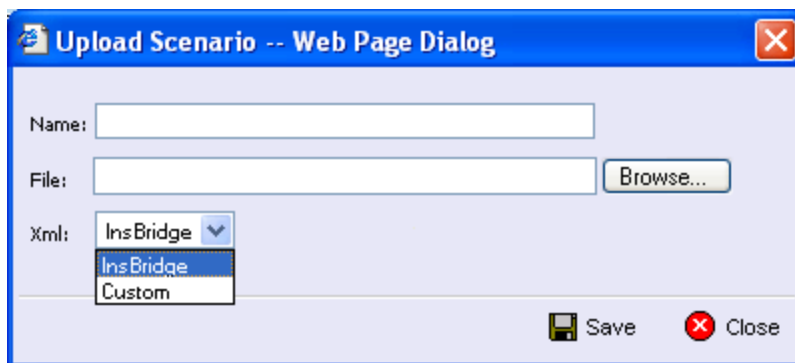 Upload Scenario -- Web Page Dialog
Name:
File: Browse...
Xml: InsBridge
InsBridge
Custom
Save Close